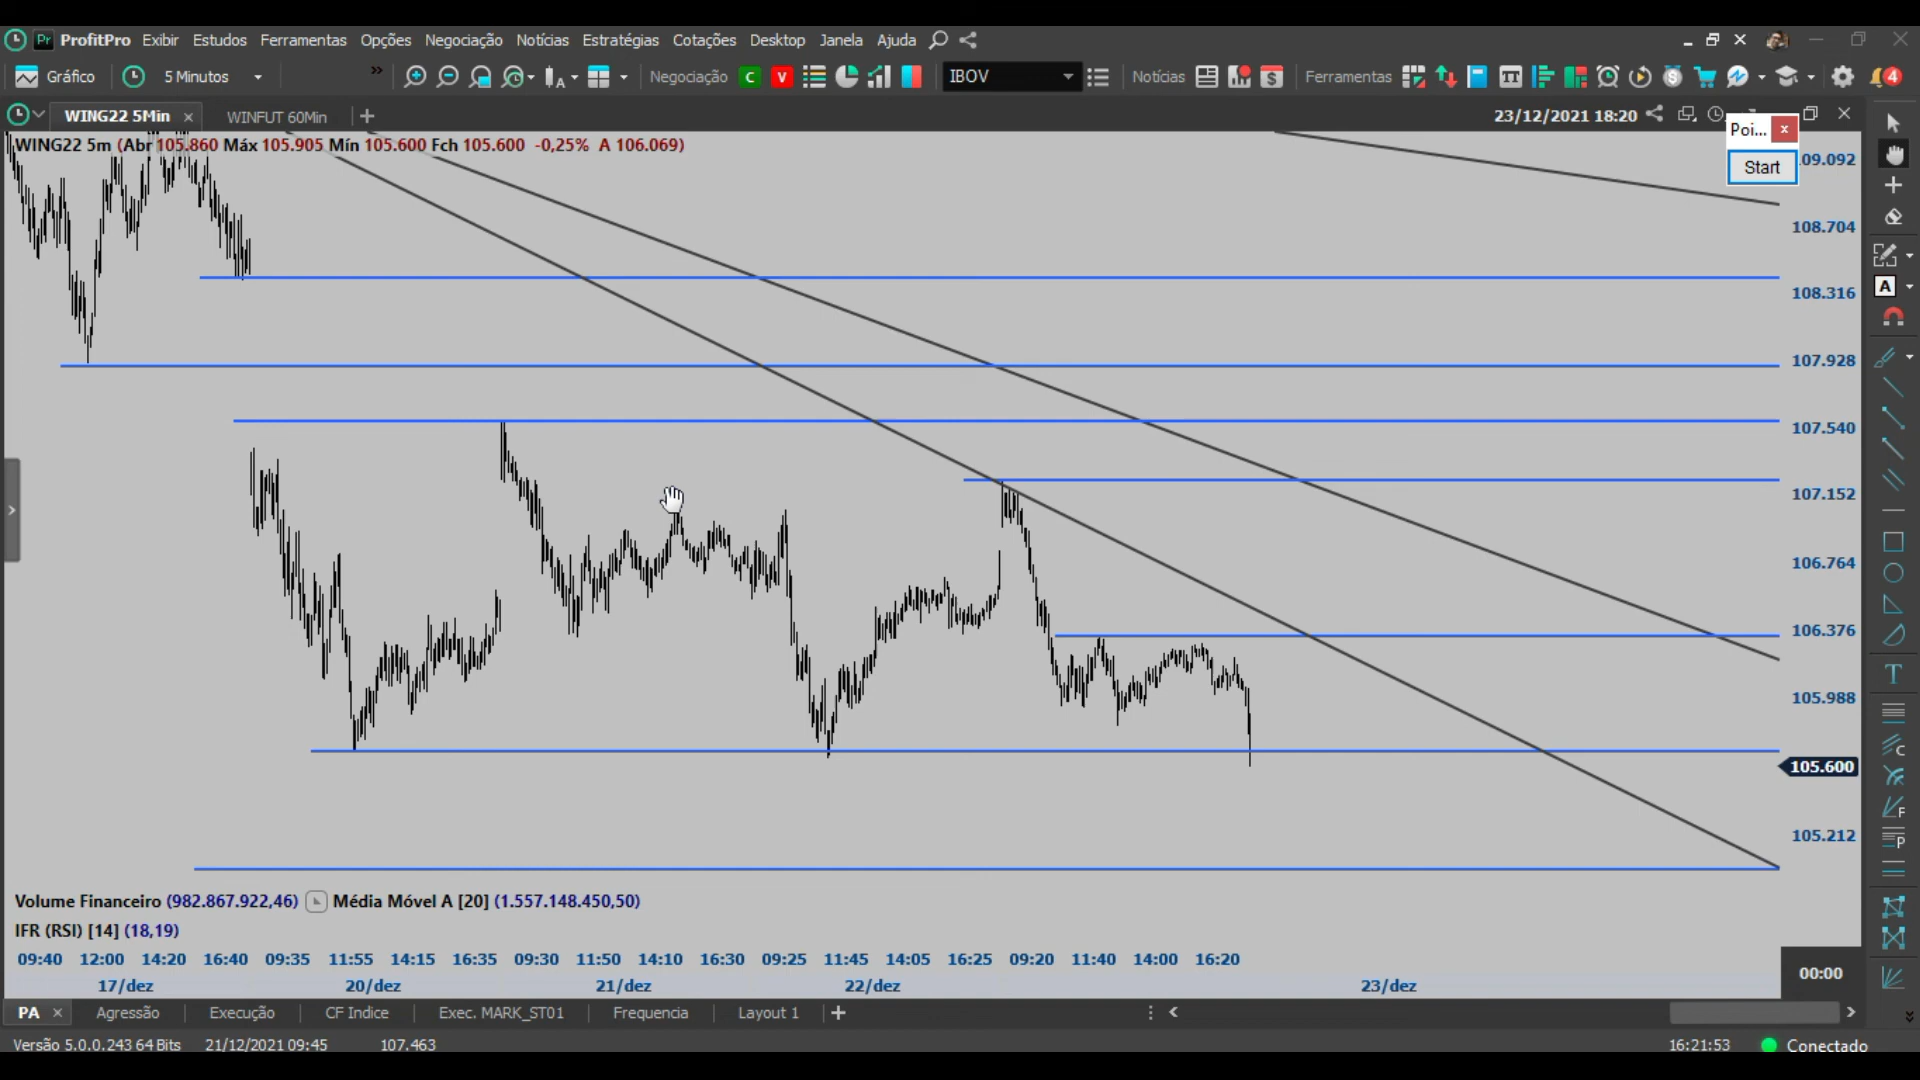 Pr ProfitPro Exibir Estudos Ferramentas Opções Negociação Notícias Estratégias Cotações Desktop Janela Ajuda
Gráfico 5 Minutos » A Negociação C V IBOV Notícias Ferramentas TT $ 4
WING22 5Min × WINFUT 60Min + 23/12/2021 18:20
Poi... x
Start
WING22 5m (Abr 105.860 Máx 105.905 Mín 105.600 Fch 105.600 -0,25% A 106.069)
09.092
108.704
108.316
107.928
107.540
107.152
106.764
106.376
105.988
105.600
105.212
A
T
C
F
P
Volume Financeiro (982.867.922,46) Média Móvel A [20] (1.557.148.450,50)
IFR (RSI) [14] (18,19)
09:40 12:00 14:20 16:40 09:35 11:55 14:15 16:35 09:30 11:50 14:10 16:30 09:25 11:45 14:05 16:25 09:20 11:40 14:00 16:20
00:00
17/dez 20/dez 21/dez 22/dez 23/dez
PA × Agressão Execução CF Indice Exec. MARK_ST01 Frequencia Layout 1 +
Versão 5.0.0.243 64 Bits 21/12/2021 09:45 107.463 16:21:53 Conectado